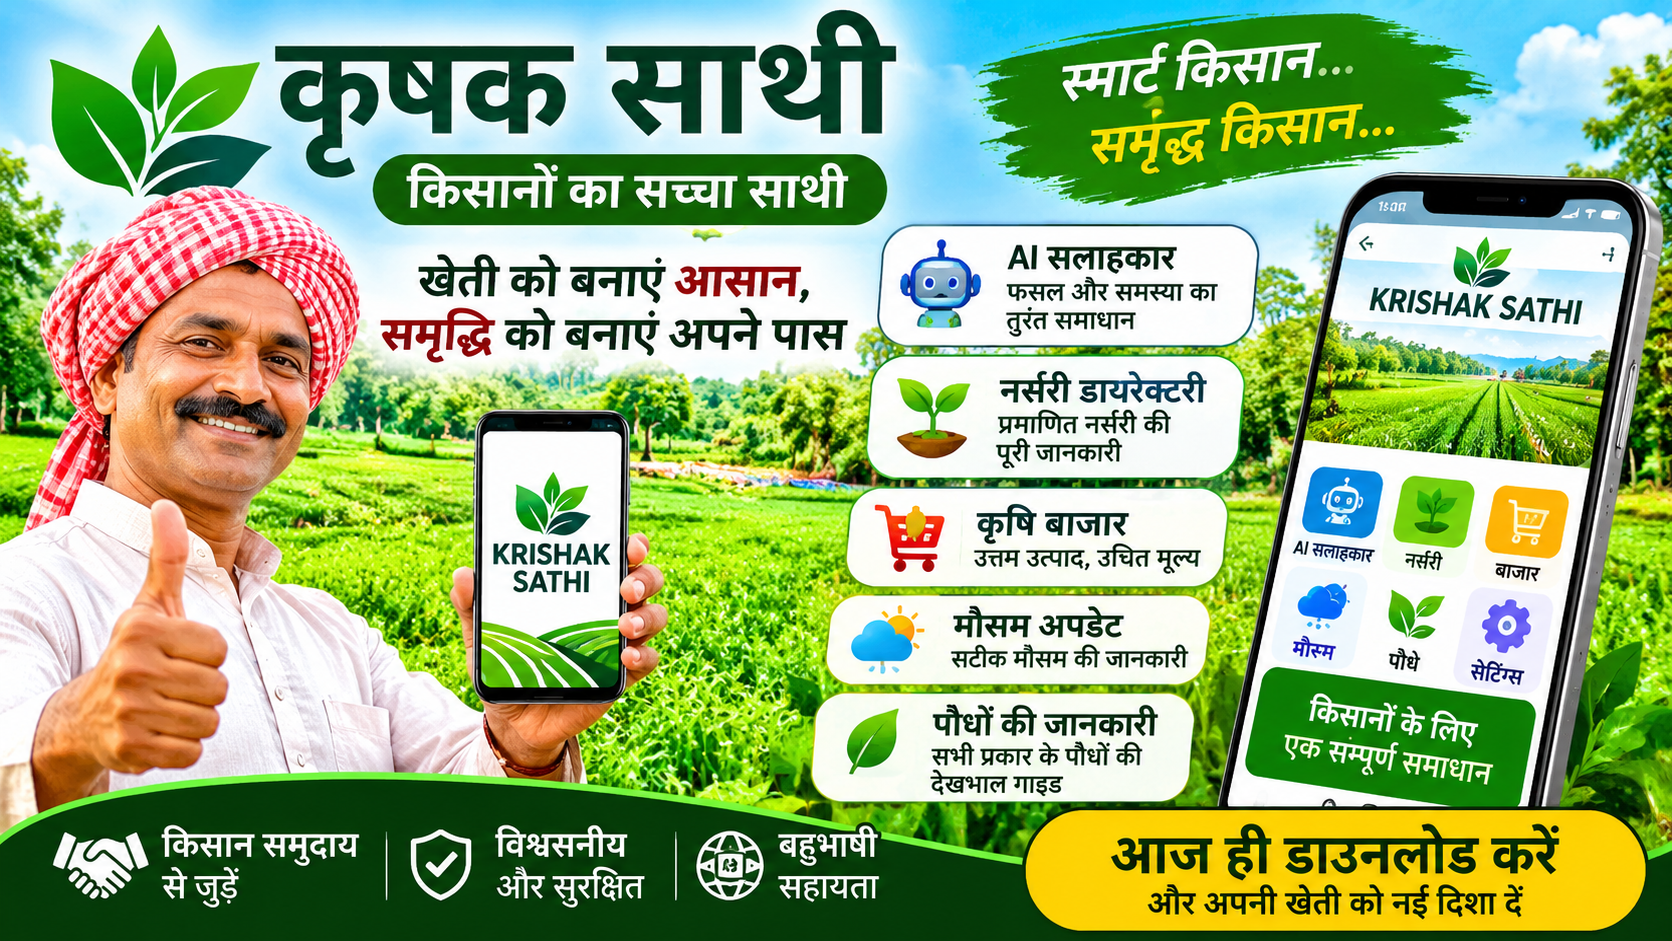 कृषक साथी
किसानों का सच्चा साथी
खेती को बनाएं आसान,
समृद्धि को बनाएं अपने पास
स्मार्ट किसान...
समृंद्ध किसान...
KRISHAK
SATHI
AI सलाहकार
फसल और समस्या का
तुरंत समाधान
नर्सरी डायरेक्टरी
प्रमाणित नर्सरी की
पूरी जानकारी
कृषि बाजार
उत्तम उत्पाद, उचित मूल्य
मौसम अपडेट
सटीक मौसम की जानकारी
पौधों की जानकारी
सभी प्रकार के पौधों की
देखभाल गाइड
KRISHAK SATHI
AI सलाहकार
नर्सरी
बाजार
मौस्म
पौधे
सेटिंग्स
किसानों के लिए
एक संम्पूर्ण समाधान
किसान समुदाय
से जुड़ें
विश्वसनीय
और सुरक्षित
बहुभाषी
सहायता
आज ही डाउनलोड करें
और अपनी खेती को नई दिशा दें